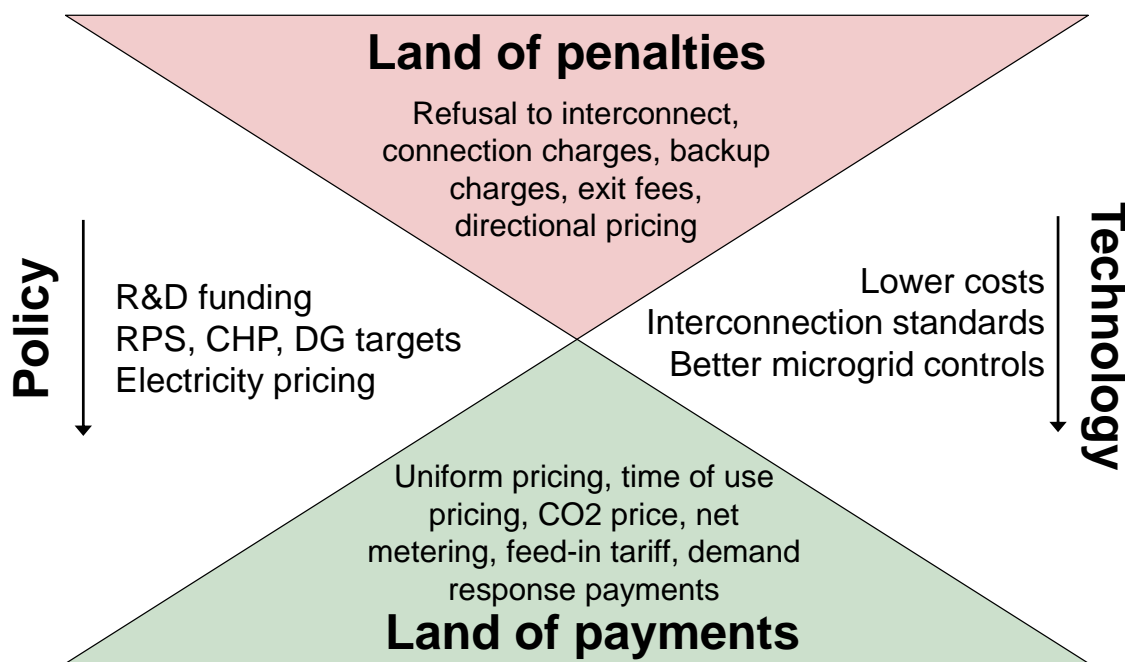 Land of penalties
Refusal to interconnect,
connection charges, backup
charges, exit fees,
directional pricing
Policy
R&D funding
RPS, CHP, DG targets
Electricity pricing
Technology
Lower costs
Interconnection standards
Better microgrid controls
Uniform pricing, time of use
pricing, CO2 price, net
metering, feed-in tariff, demand
response payments
Land of payments